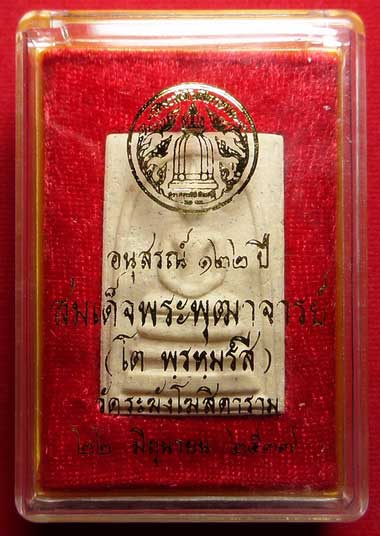 อนุสรณ์ ๑๒๒ ปี
สมเด็จพระพุฒาจารย์
(โต พฺรหฺมรํสี)
วัดระฆังโฆสิตาราม
๒๒ มิถุนายน ๒๕๓๗